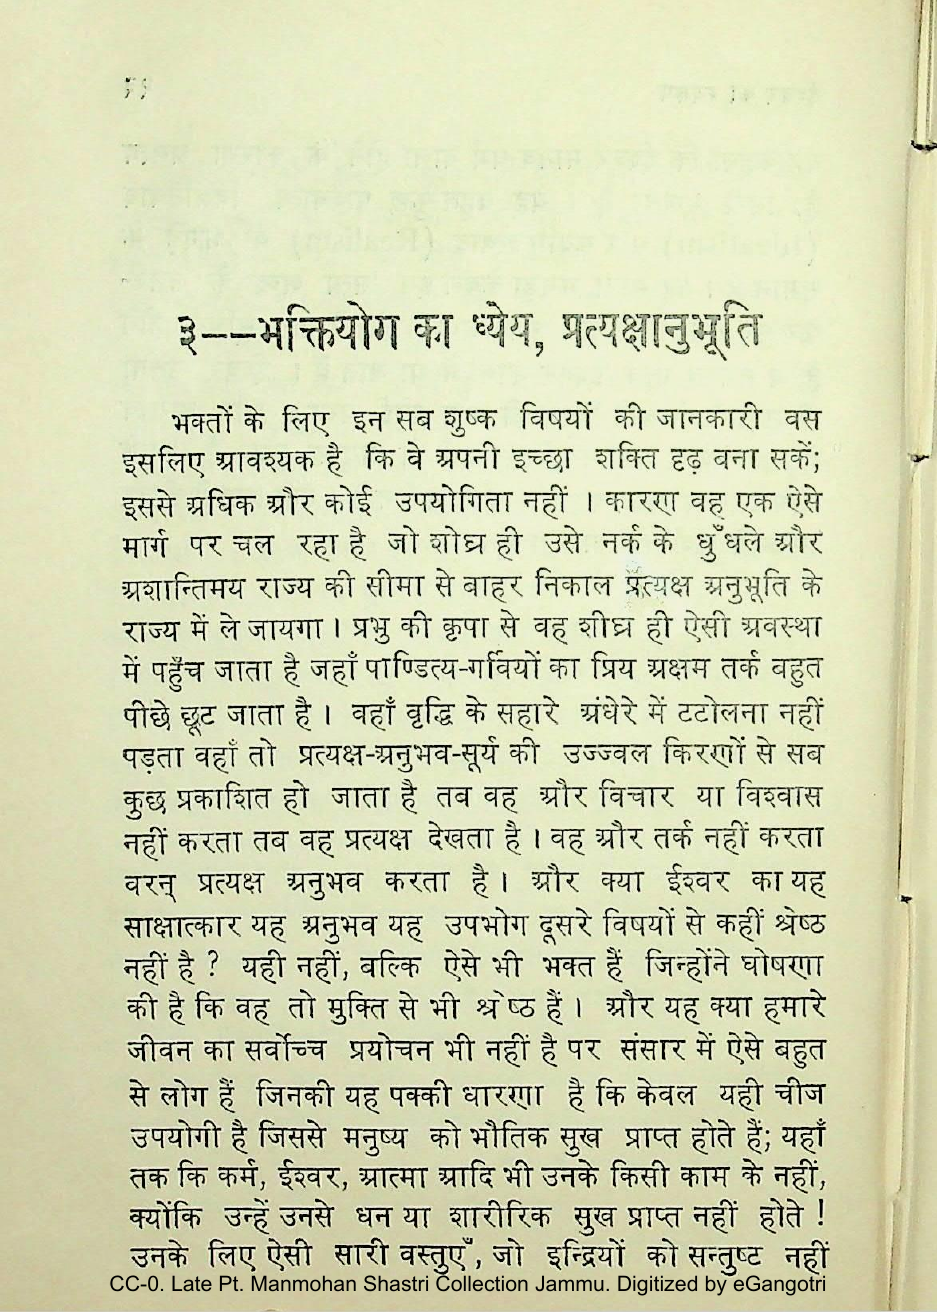 ३--भक्तियोग का ध्येय, प्रत्यक्षानुभूति
भक्तों के लिए इन सब शुष्क विषयों की जानकारी वस
इसलिए आवश्यक है कि वे अपनी इच्छा शक्ति दृढ़ वना सकें;
इससे अधिक और कोई उपयोगिता नहीं । कारण वह एक ऐसे
मार्ग पर चल रहा है जो शोघ्र ही उसे नर्क के धुँधले और
अशान्तिमय राज्य की सीमा से वाहर निकाल प्रत्यक्ष अनुभूति के
राज्य में ले जायगा । प्रभु की कृपा से वह शीघ्र ही ऐसी अवस्था
में पहुँच जाता है जहाँ पाण्डित्य-गर्वियों का प्रिय अक्षम तर्क बहुत
पीछे छूट जाता है । वहाँ वृद्धि के सहारे अंधेरे में टटोलना नहीं
पड़ता वहाँ तो प्रत्यक्ष-अनुभव-सूर्य की उज्ज्वल किरणों से सब
कुछ प्रकाशित हो जाता है तब वह और विचार या विश्वास
नहीं करता तब वह प्रत्यक्ष देखता है । वह और तर्क नहीं करता
वरन् प्रत्यक्ष अनुभव करता है । और क्या ईश्वर का यह
साक्षात्कार यह अनुभव यह उपभोग दूसरे विषयों से कहीं श्रेष्ठ
नहीं है ? यही नहीं, वल्कि ऐसे भी भक्त हैं जिन्होंने घोषणा
की है कि वह तो मुक्ति से भी श्रेष्ठ हैं । और यह क्या हमारे
जीवन का सर्वोच्च प्रयोचन भी नहीं है पर संसार में ऐसे बहुत
से लोग हैं जिनकी यह पक्की धारणा है कि केवल यही चीज
उपयोगी है जिससे मनुष्य को भौतिक सुख प्राप्त होते हैं; यहाँ
तक कि कर्म, ईश्वर, आत्मा आदि भी उनके किसी काम के नहीं,
क्योंकि उन्हें उनसे धन या शारीरिक सुख प्राप्त नहीं होते !
उनके लिए ऐसी सारी वस्तुएँ, जो इन्द्रियों को सन्तुष्ट नहीं
CC-0. Late Pt. Manmohan Shastri Collection Jammu. Digitized by eGangotri